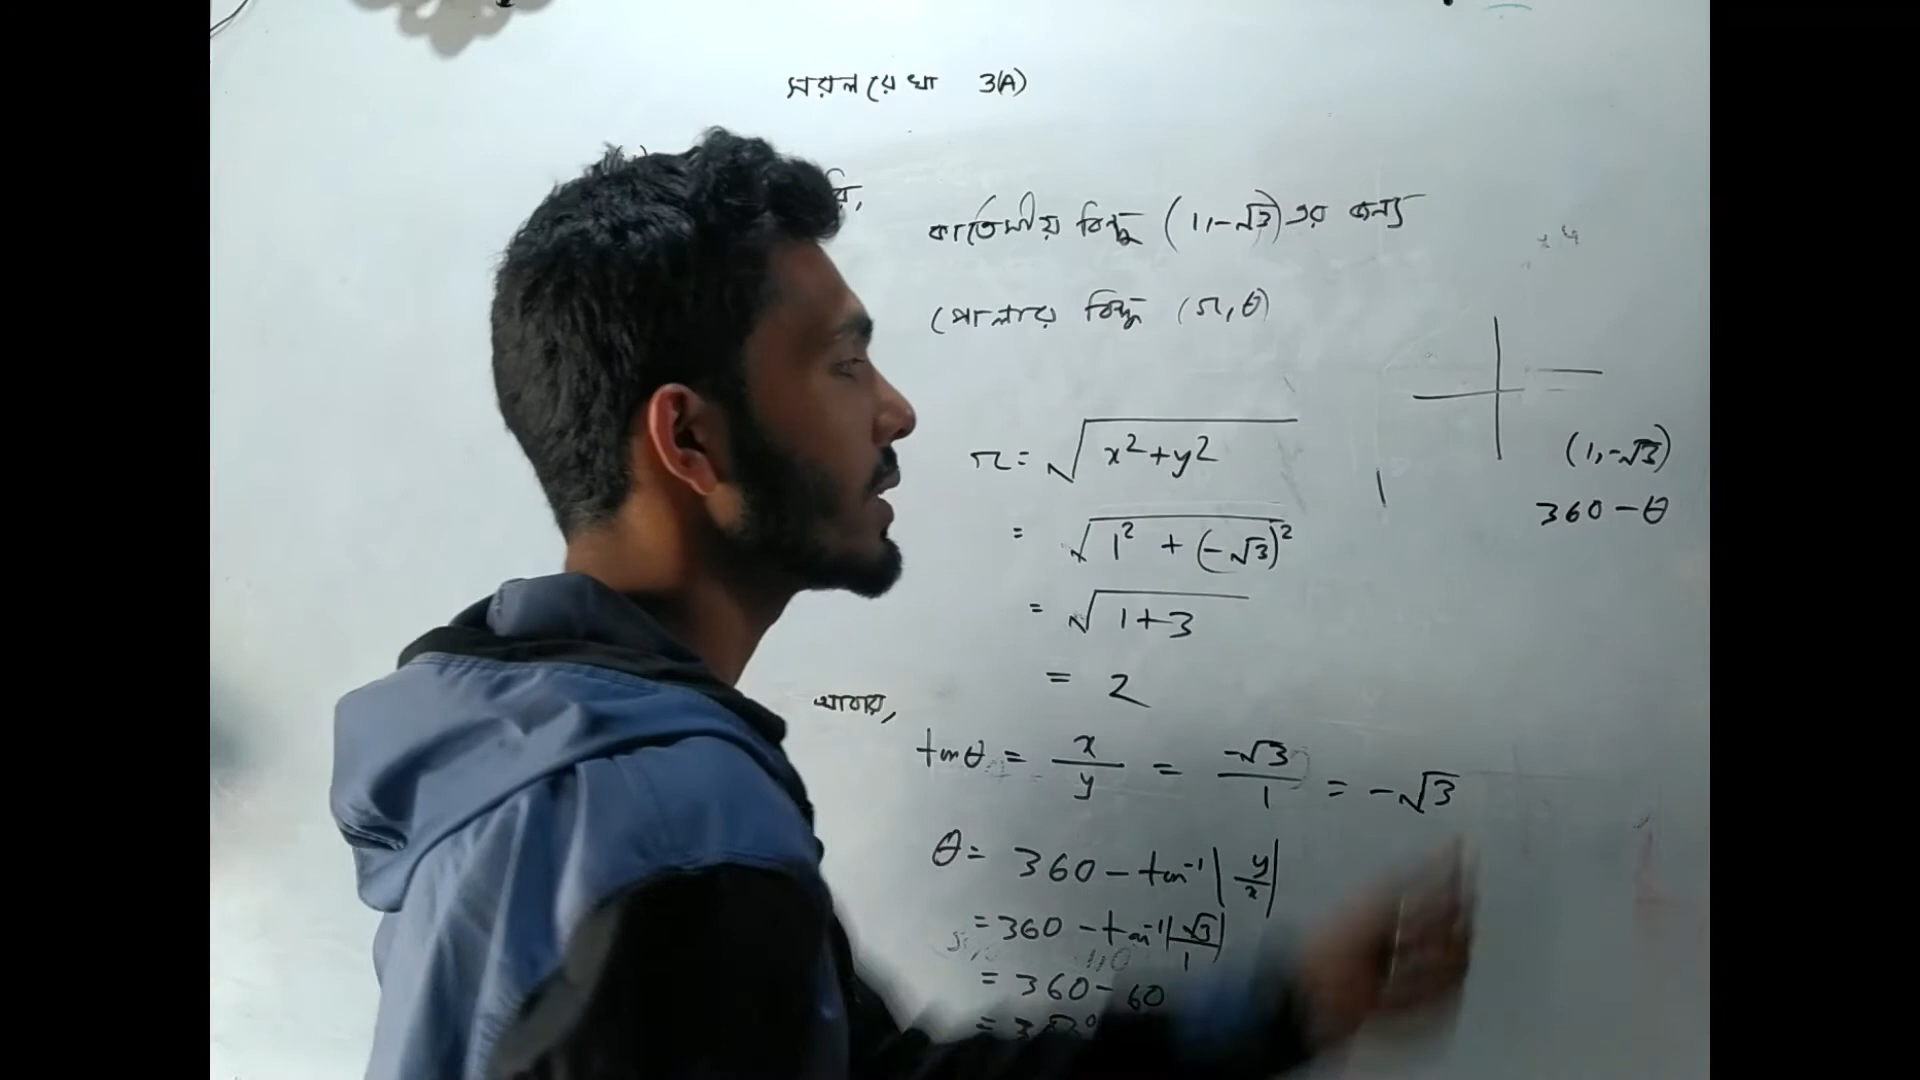 সরলরেখা 3(A)
কার্তেসীয় বিন্দু (1,-√3) এর জন্য
পোলার বিন্দু (r,θ)
r = √x²+y²
= √1² + (-√3)²
= √1+3
= 2
(1,-√3)
360-θ
আবার,
tanθ = x/y = -√3/1 = -√3
θ = 360 - tan⁻¹|y/x|
= 360 - tan⁻¹|√3/1|
= 360 - 60